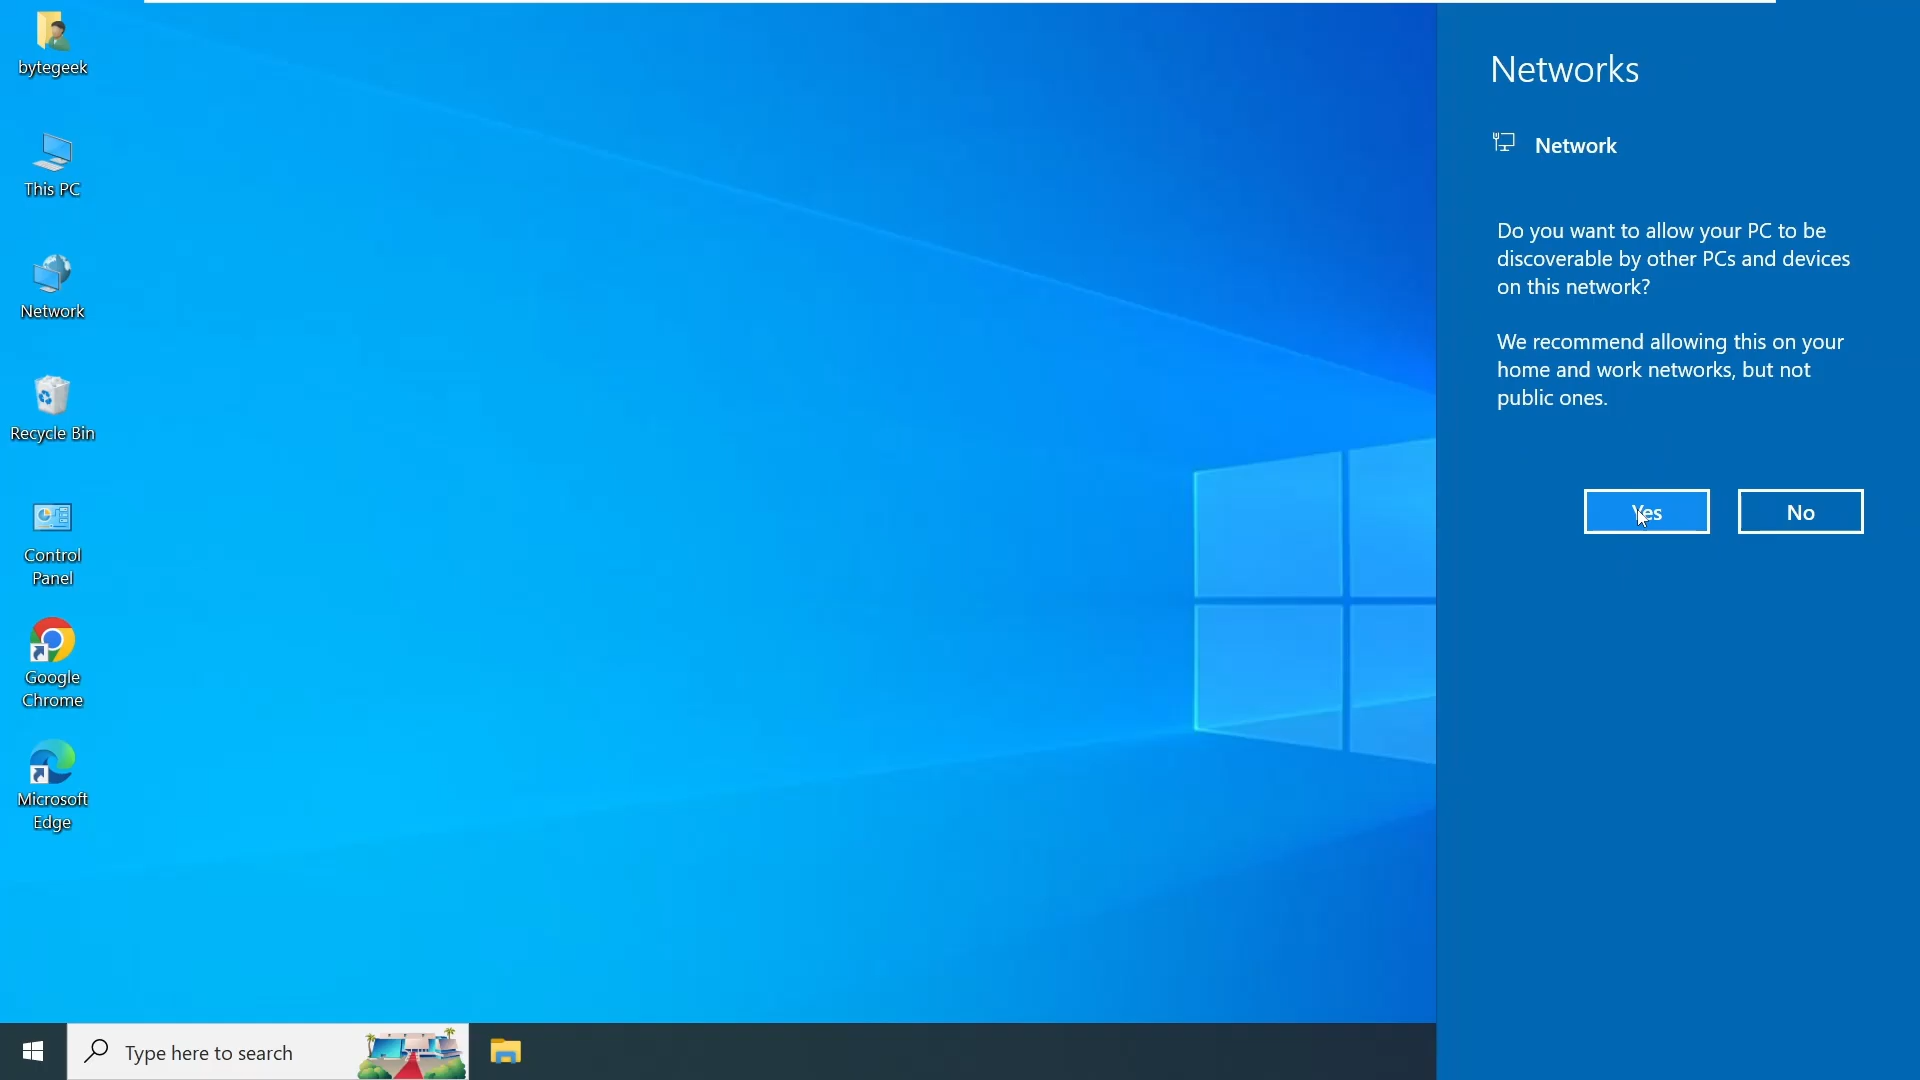 bytegeek
This PC
Network
Recycle Bin
Control
Panel
Google
Chrome
Microsoft
Edge
Type here to search
Networks
Network
Do you want to allow your PC to be
discoverable by other PCs and devices
on this network?
We recommend allowing this on your
home and work networks, but not
public ones.
Yes
No